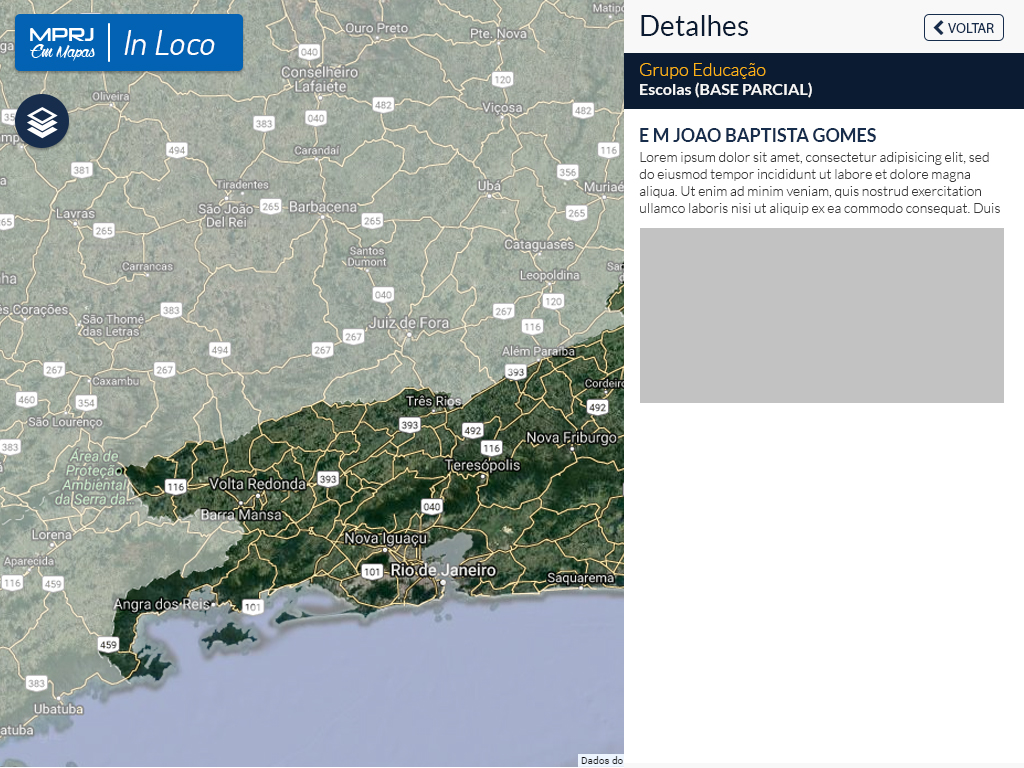 MPRJ
Em Mapas
In Loco
Detalhes
VOLTAR
Grupo Educação
Escolas (BASE PARCIAL)
E M JOAO BAPTISTA GOMES
Lorem ipsum dolor sit amet, consectetur adipisicing elit, sed
do eiusmod tempor incididunt ut labore et dolore magna
aliqua. Ut enim ad minim veniam, quis nostrud exercitation
ullamco laboris nisi ut aliquip ex ea commodo consequat. Duis
Ouro Preto
Pte. Nova
040
Conselheiro
Lafaiete
120
Oliveira
482
Viçosa
482
383
040
494
Carandaí
116
381
356
Tiradentes
Ubá
Muriaé
São João
Del Rei
265
Barbacena
265
265
Lavras
265
265
Cataguases
Santos
Dumont
Carrancas
Leopoldina
040
120
383
267
São Thomé
das Letras
Juiz de Fora
116
267
494
267
Além Paraíba
267
267
393
Caxambu
460
354
Três Rios
492
São Lourenço
393
492
Nova Friburgo
383
116
Área de
Proteção
Ambiental
da Serra da...
Teresópolis
116
Volta Redonda
393
Barra Mansa
040
Lorena
Nova Iguaçu
Aparecida
101
Rio de Janeiro
116
459
Saquarema
Angra dos Reis
101
459
383
Ubatuba
Dados do